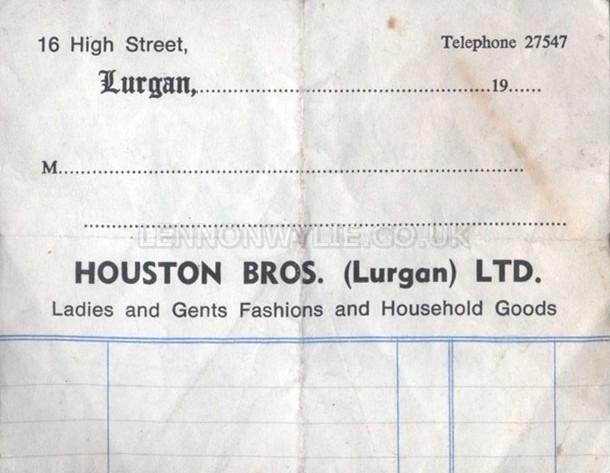 16 High Street,
Telephone 27547
Lurgan,..................................................19......
M....................................................................................
....................................................................................
LENNONWYLIE.CO.UK
HOUSTON BROS. (Lurgan) LTD.
Ladies and Gents Fashions and Household Goods